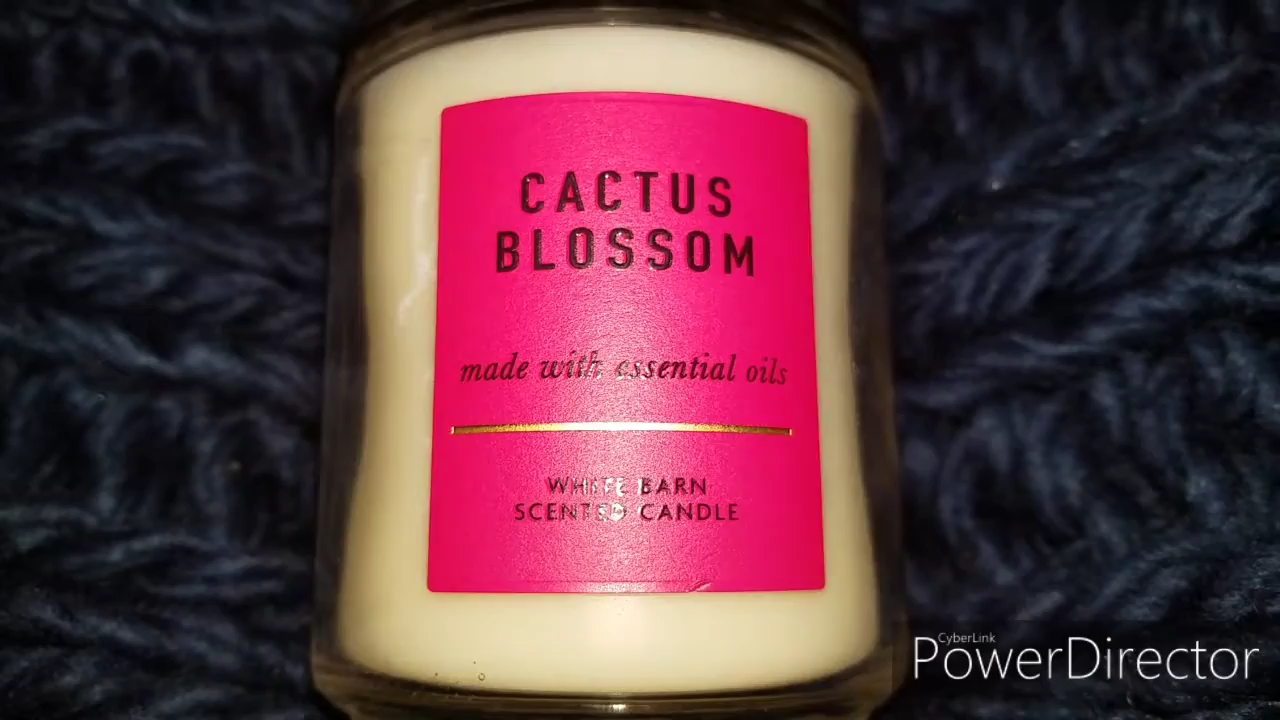 CACTUS
BLOSSOM
made with essential oils
WHITE BARN
SCENTED CANDLE
CyberLink
PowerDirector